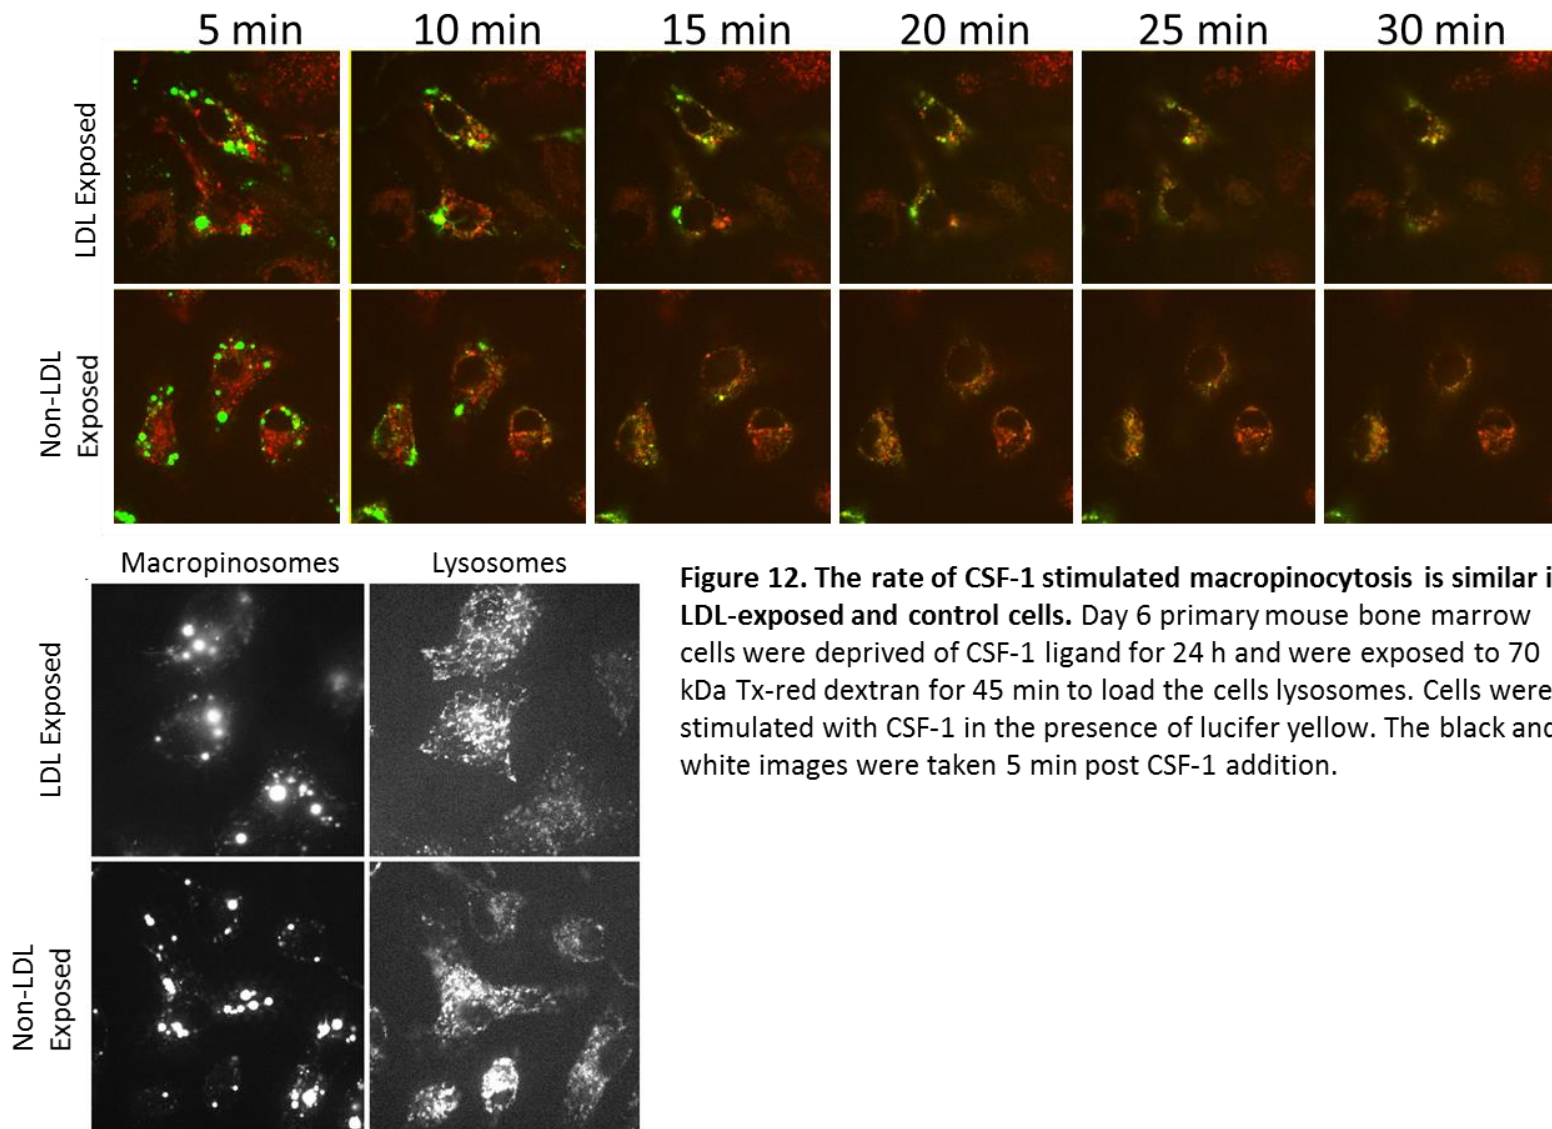 5 min 10 min 15 min 20 min 25 min 30 min
LDL Exposed
Non-LDL
Exposed
Macropinosomes Lysosomes
LDL Exposed
Non-LDL
Exposed
Figure 12. The rate of CSF-1 stimulated macropinocytosis is similar i
LDL-exposed and control cells. Day 6 primary mouse bone marrow
cells were deprived of CSF-1 ligand for 24 h and were exposed to 70
kDa Tx-red dextran for 45 min to load the cells lysosomes. Cells were
stimulated with CSF-1 in the presence of lucifer yellow. The black and
white images were taken 5 min post CSF-1 addition.